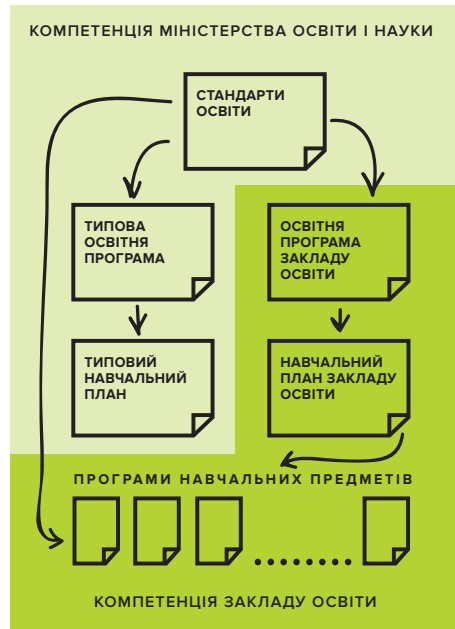 КОМПЕТЕНЦІЯ МІНІСТЕРСТВА ОСВІТИ І НАУКИ
СТАНДАРТИ
ОСВІТИ
ТИПОВА
ОСВІТНЯ
ПРОГРАМА
ОСВІТНЯ
ПРОГРАМА
ЗАКЛАДУ
ОСВІТИ
ТИПОВИЙ
НАВЧАЛЬНИЙ
ПЛАН
НАВЧАЛЬНИЙ
ПЛАН ЗАКЛАДУ
ОСВІТИ
ПРОГРАМИ НАВЧАЛЬНИХ ПРЕДМЕТІВ
КОМПЕТЕНЦІЯ ЗАКЛАДУ ОСВІТИ